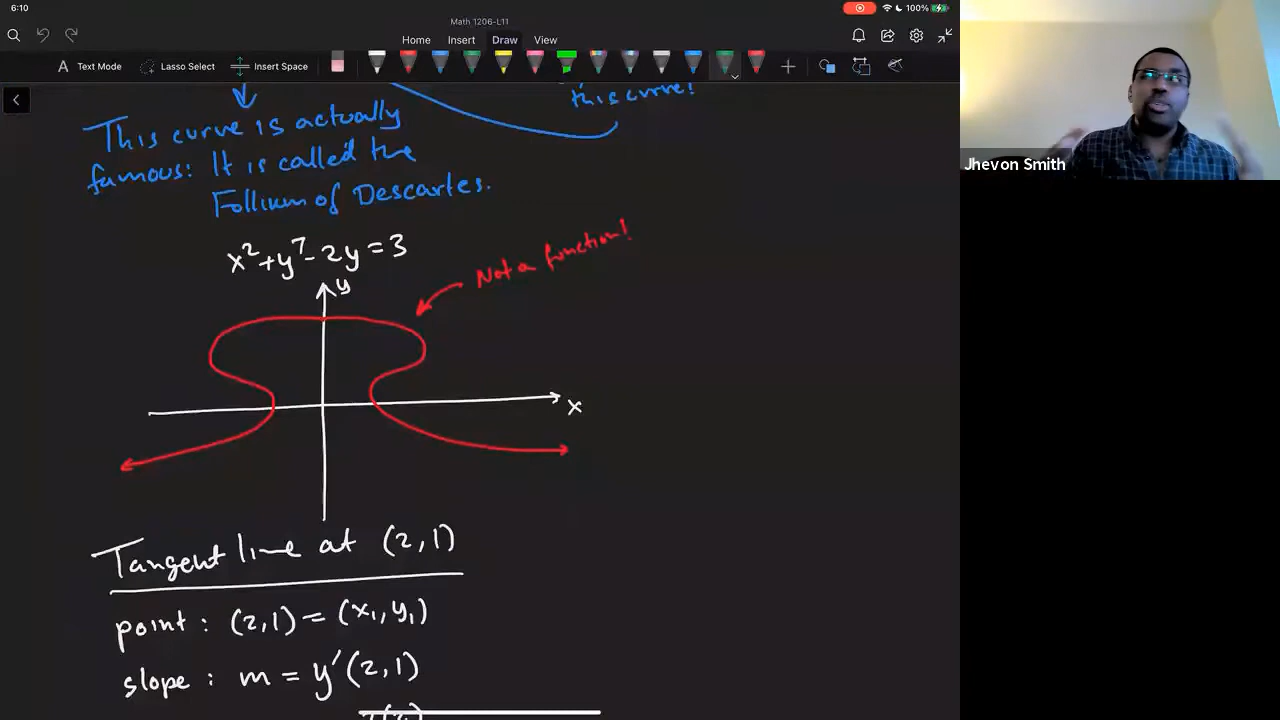 6:10
100%
Math 1206-L11
Home Insert Draw View
Text Mode Lasso Select Insert Space
this curve!
This curve is actually
famous: It is called the
Follium of Descartes.
x² + y⁷ - 2y = 3
Not a function!
y
x
Tangent line at (2,1)
point: (2,1) = (x₁, y₁)
slope: m = y'(2,1)
Jhevon Smith